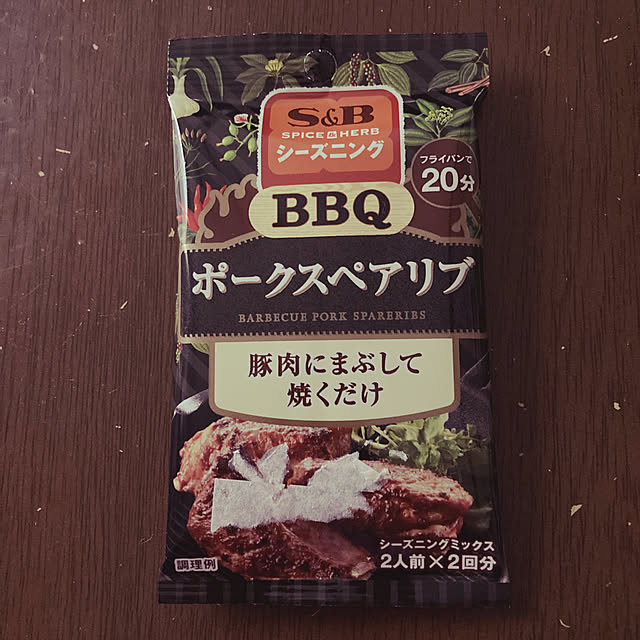 S&B
SPICE & HERB
シーズニング
フライパンで
20分
BBQ
ポークスペアリブ
BARBECUE PORK SPARERIBS
豚肉にまぶして
焼くだけ
シーズニングミックス
2人前×2回分
調理例